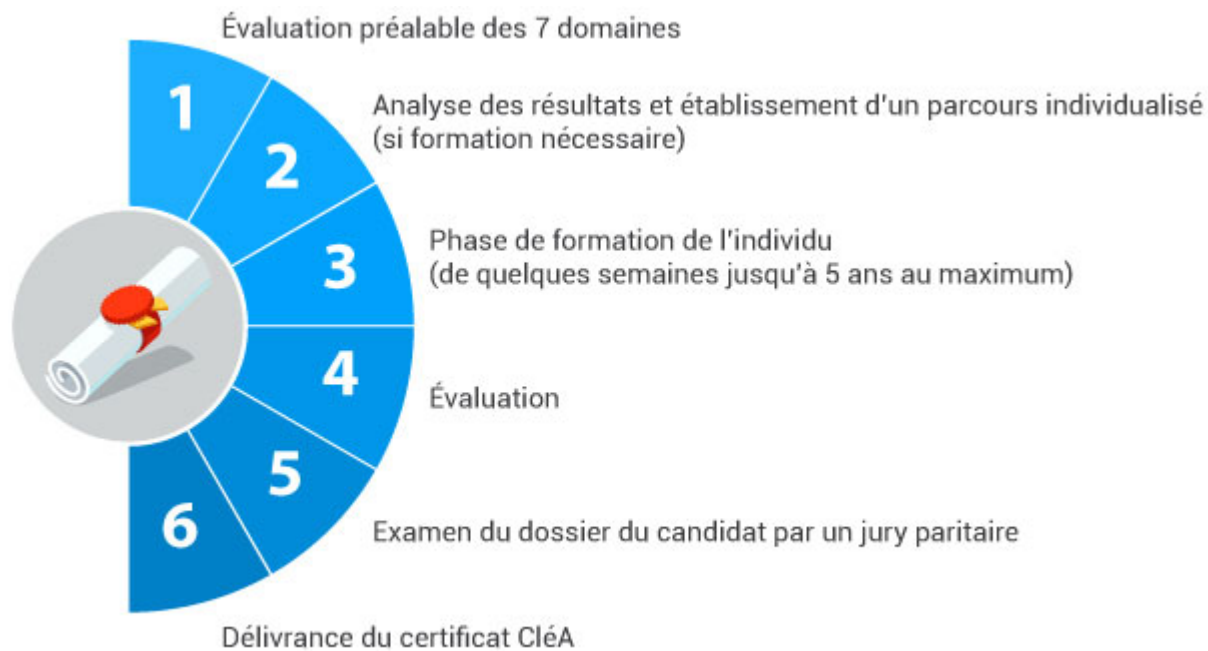 Évaluation préalable des 7 domaines
1
Analyse des résultats et établissement d'un parcours individualisé
(si formation nécessaire)
2
Phase de formation de l'individu
(de quelques semaines jusqu'à 5 ans au maximum)
3
4
Évaluation
5
Examen du dossier du candidat par un jury paritaire
6
Délivrance du certificat CléA